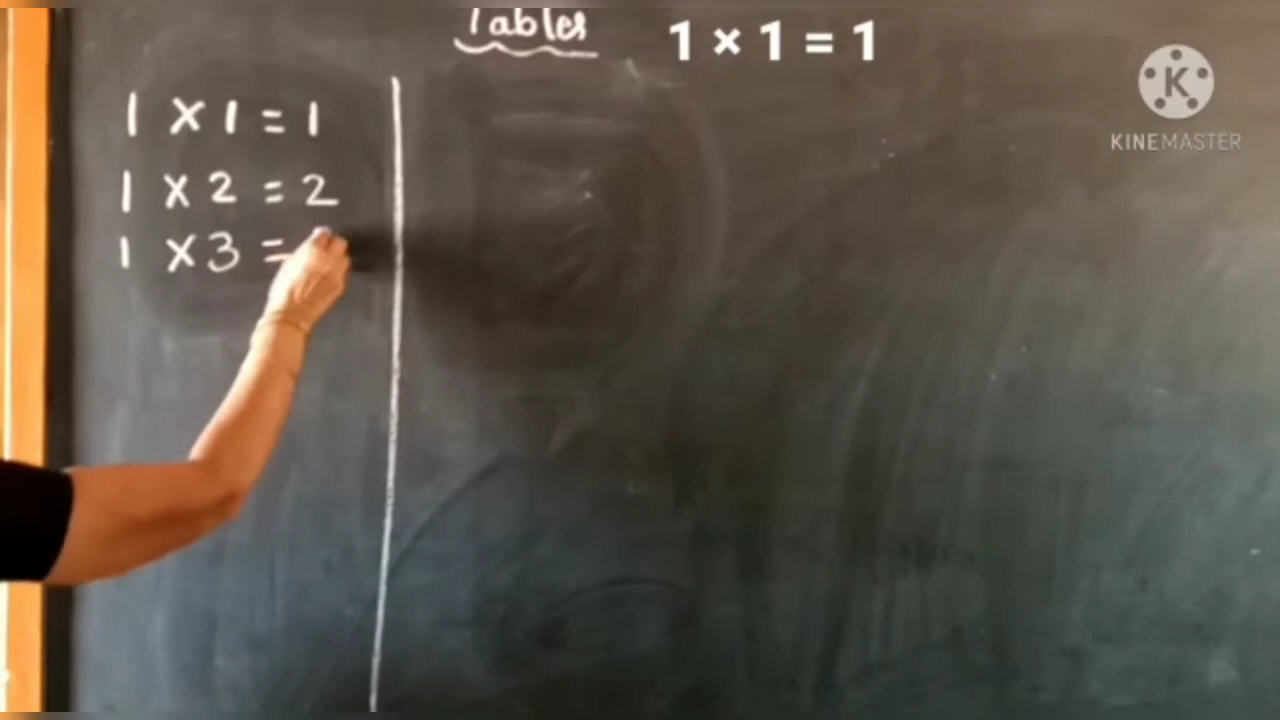 Tables
1 × 1 = 1
KINEMASTER
1 × 1 = 1
1 × 2 = 2
1 × 3 =